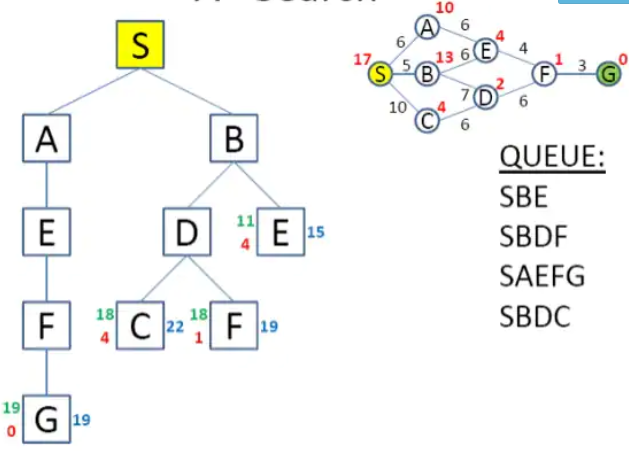 S
A B
E D 11 4 E 15
F 18 4 C 22 18 1 F 19
19 0 G 19
10
A 6
6 4
17 13 6 E 4 1 0
S 5 B F 3 G
2
10 4 7 D 6
C 6
QUEUE:
SBE
SBDF
SAEFG
SBDC